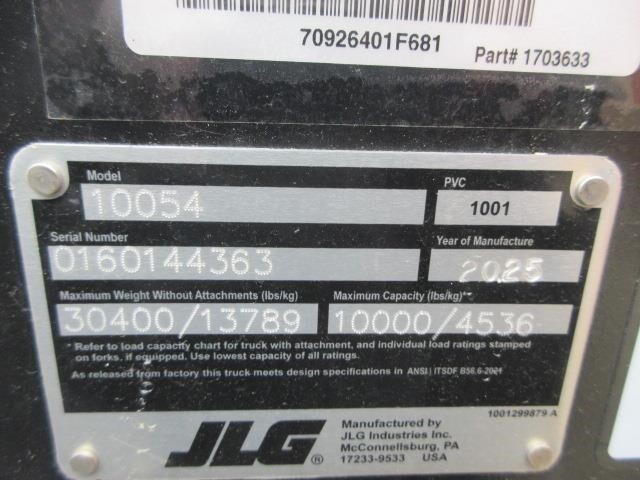 70926401F681
Part# 1703633
Model
10054
PVC
1001
Serial Number
0160144363
Year of Manufacture
2025
Maximum Weight Without Attachments (lbs/kg)
30400/13789
Maximum Capacity (lbs/kg)*
10000/4536
*Refer to load capacity chart for truck with attachment, and individual load ratings stamped
on forks, if equipped. Use lowest capacity of all ratings.
As released from factory this truck meets design specifications in ANSI / ITSDF B56.6-2021
1001299879 A
JLG®
Manufactured by
JLG Industries Inc.
McConnellsburg, PA
17233-9533 USA